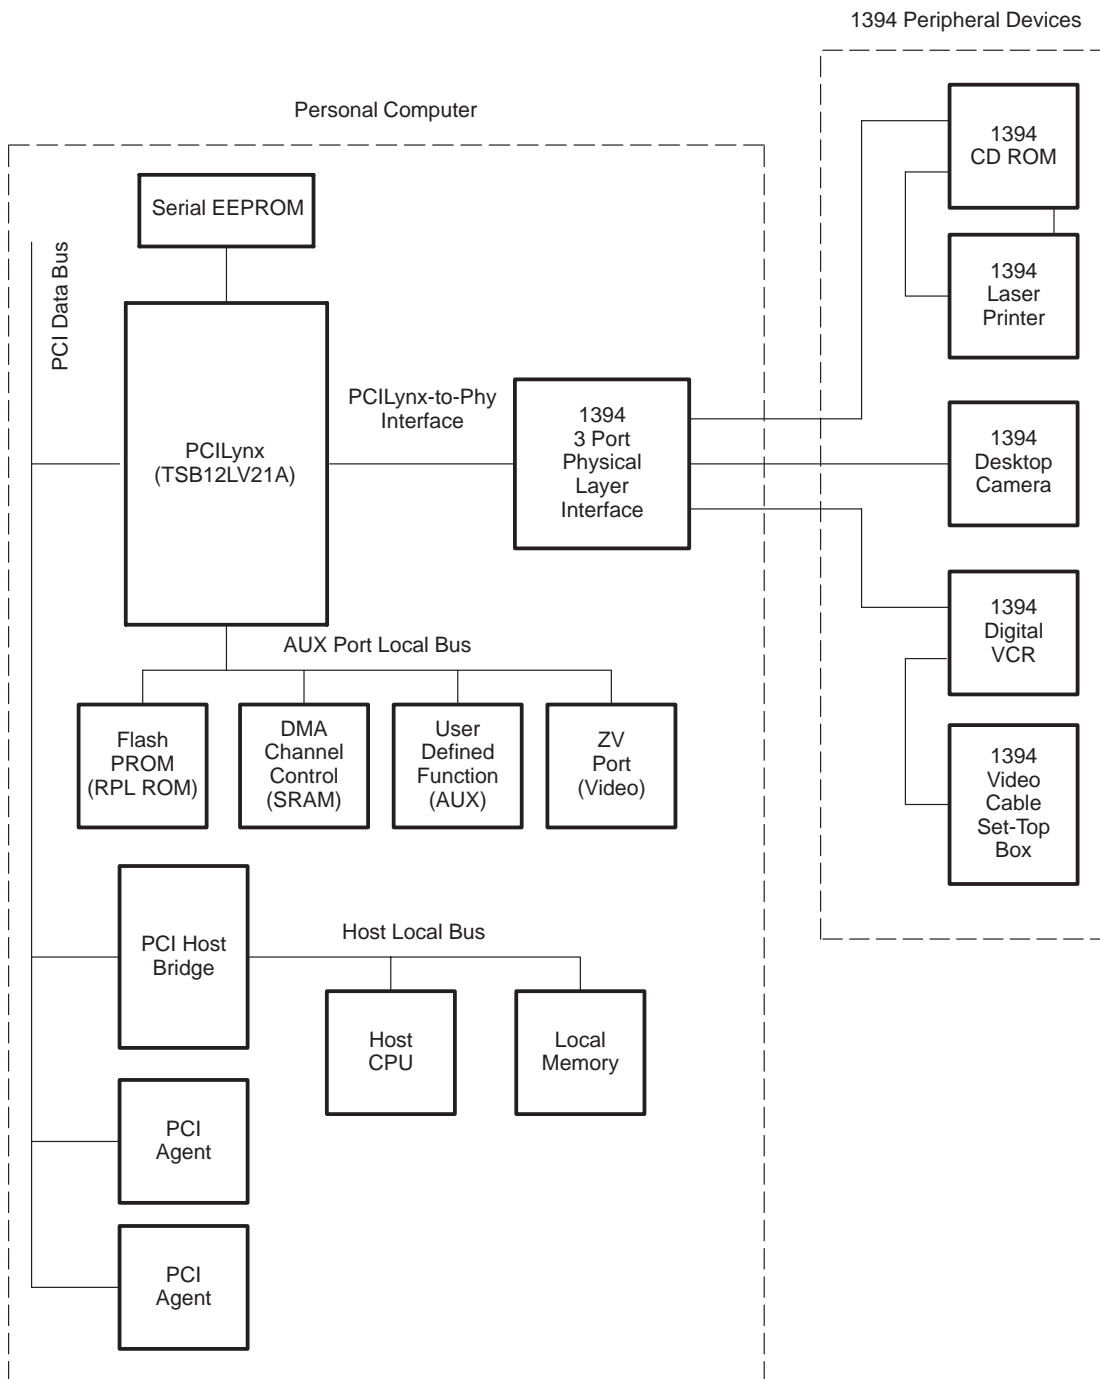 1394 Peripheral Devices
Personal Computer
Serial EEPROM
PCI Data Bus
PCILynx
(TSB12LV21A)
PCILynx-to-Phy
Interface
1394
3 Port
Physical
Layer
Interface
1394
CD ROM
1394
Laser
Printer
1394
Desktop
Camera
1394
Digital
VCR
1394
Video
Cable
Set-Top
Box
AUX Port Local Bus
Flash
PROM
(RPL ROM)
DMA
Channel
Control
(SRAM)
User
Defined
Function
(AUX)
ZV
Port
(Video)
PCI Host
Bridge
Host Local Bus
Host
CPU
Local
Memory
PCI
Agent
PCI
Agent